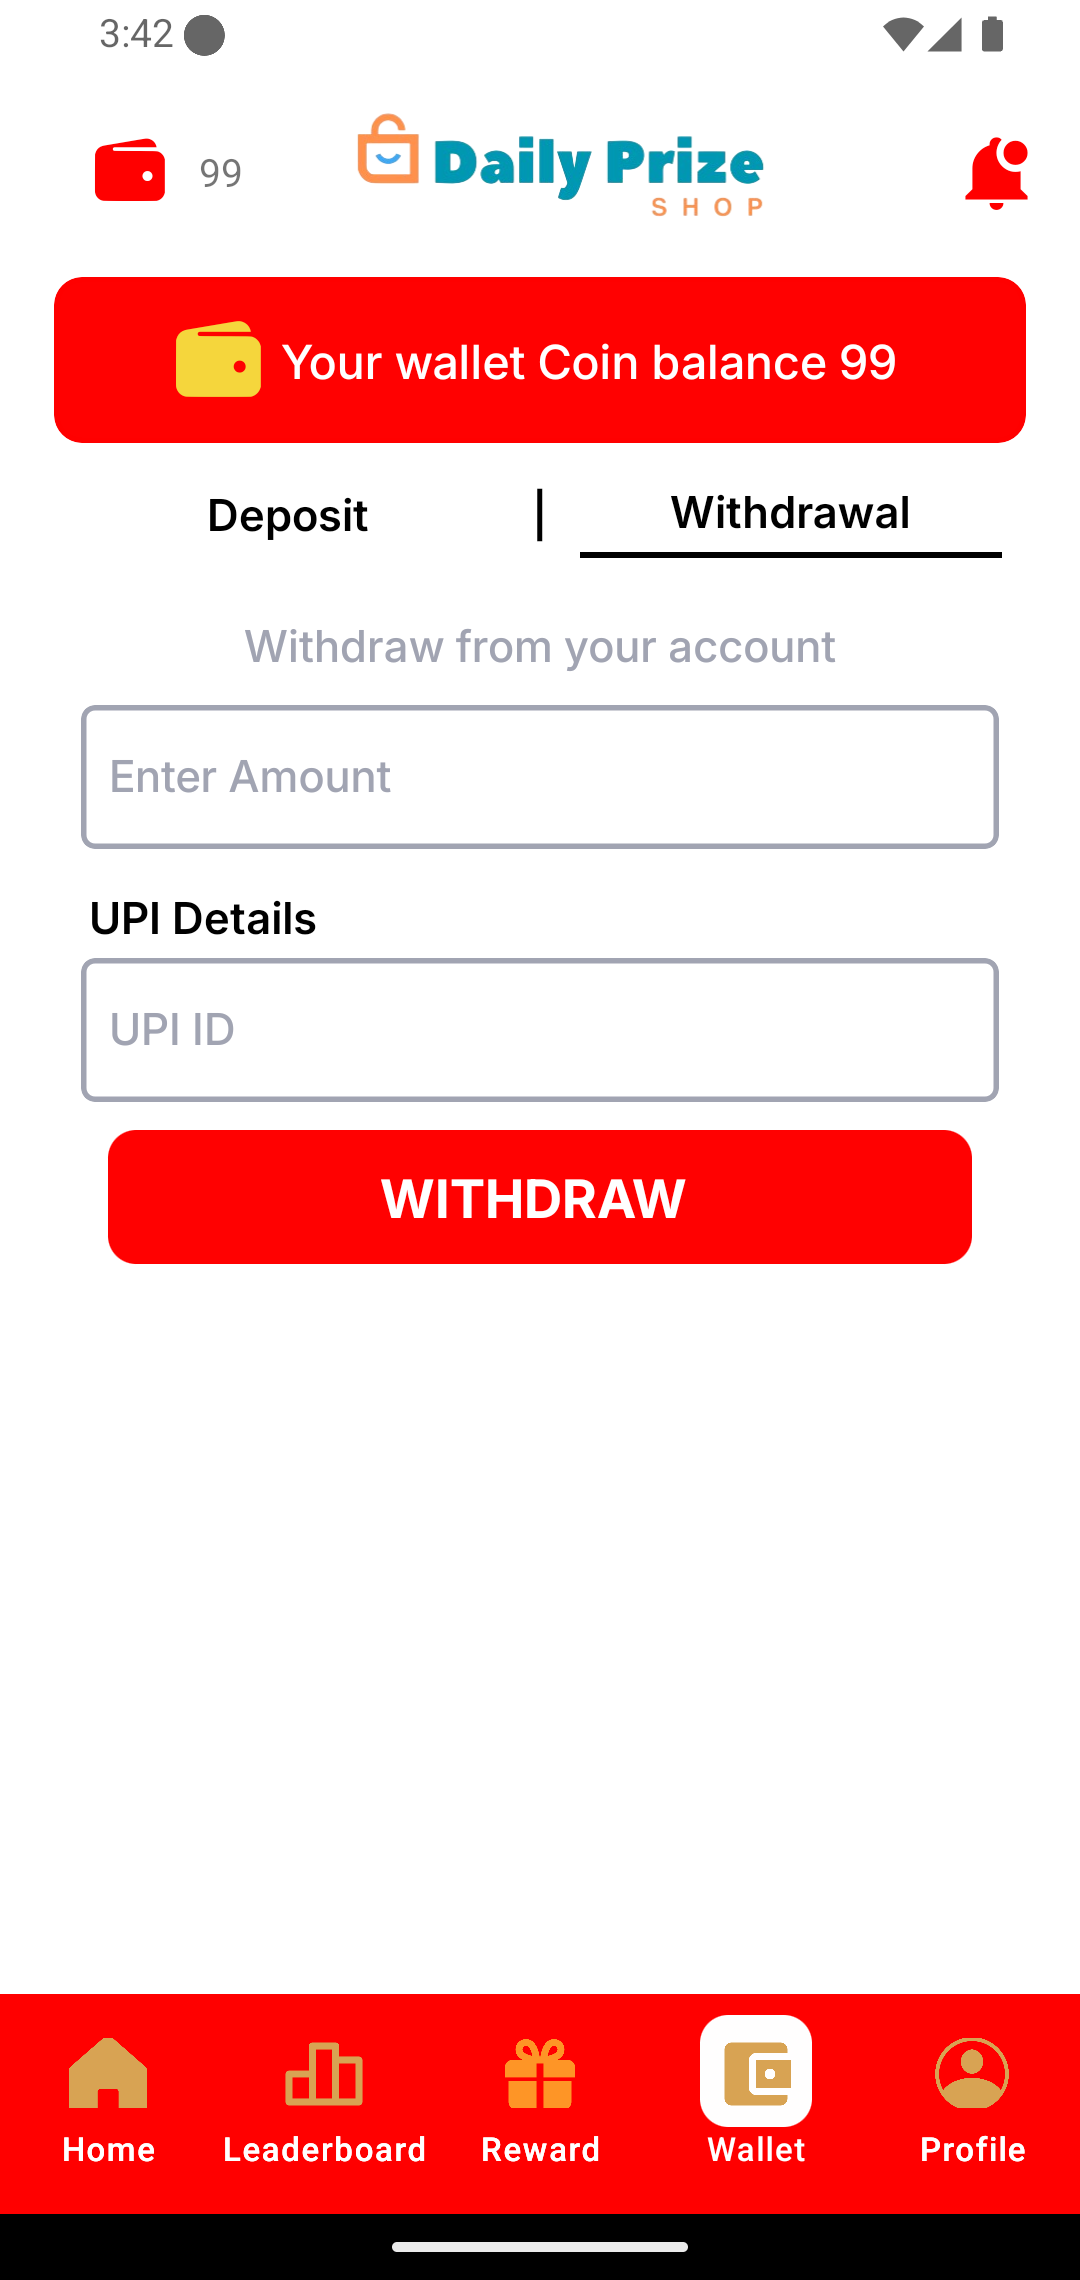 3:42
99
Daily Prize
SHOP
Your wallet Coin balance 99
Deposit | Withdrawal
Withdraw from your account
Enter Amount
UPI Details
UPI ID
WITHDRAW
Home Leaderboard Reward Wallet Profile